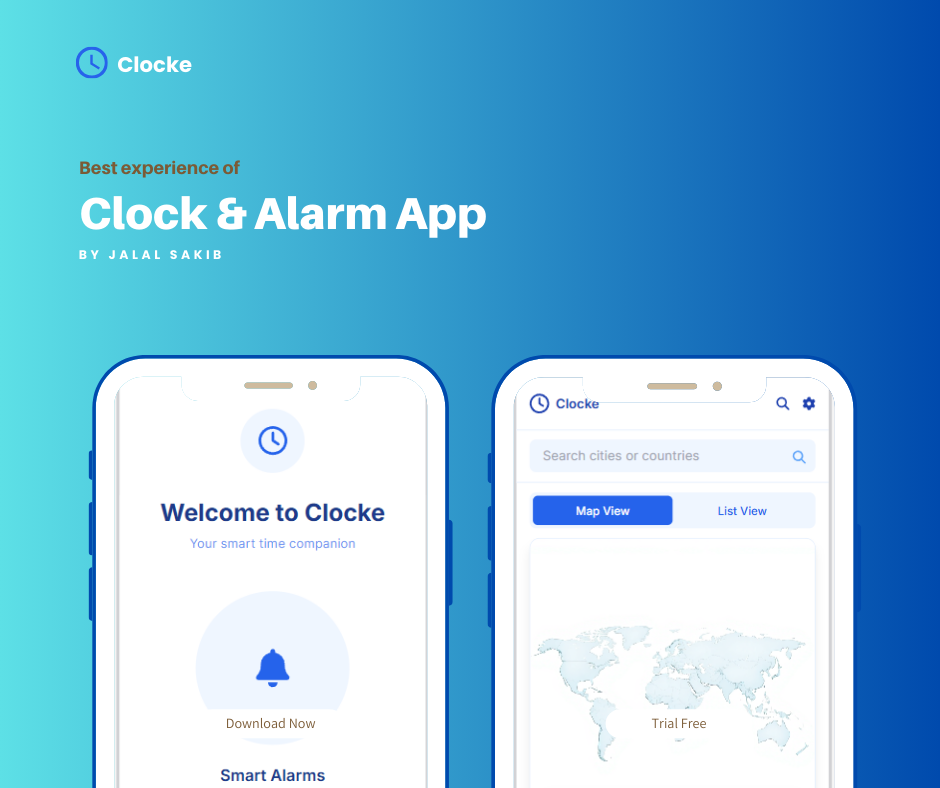 Clocke
Best experience of
Clock & Alarm App
BY JALAL SAKIB
Welcome to Clocke
Your smart time companion
Download Now
Smart Alarms
Clocke
Search cities or countries
Map View
List View
Trial Free